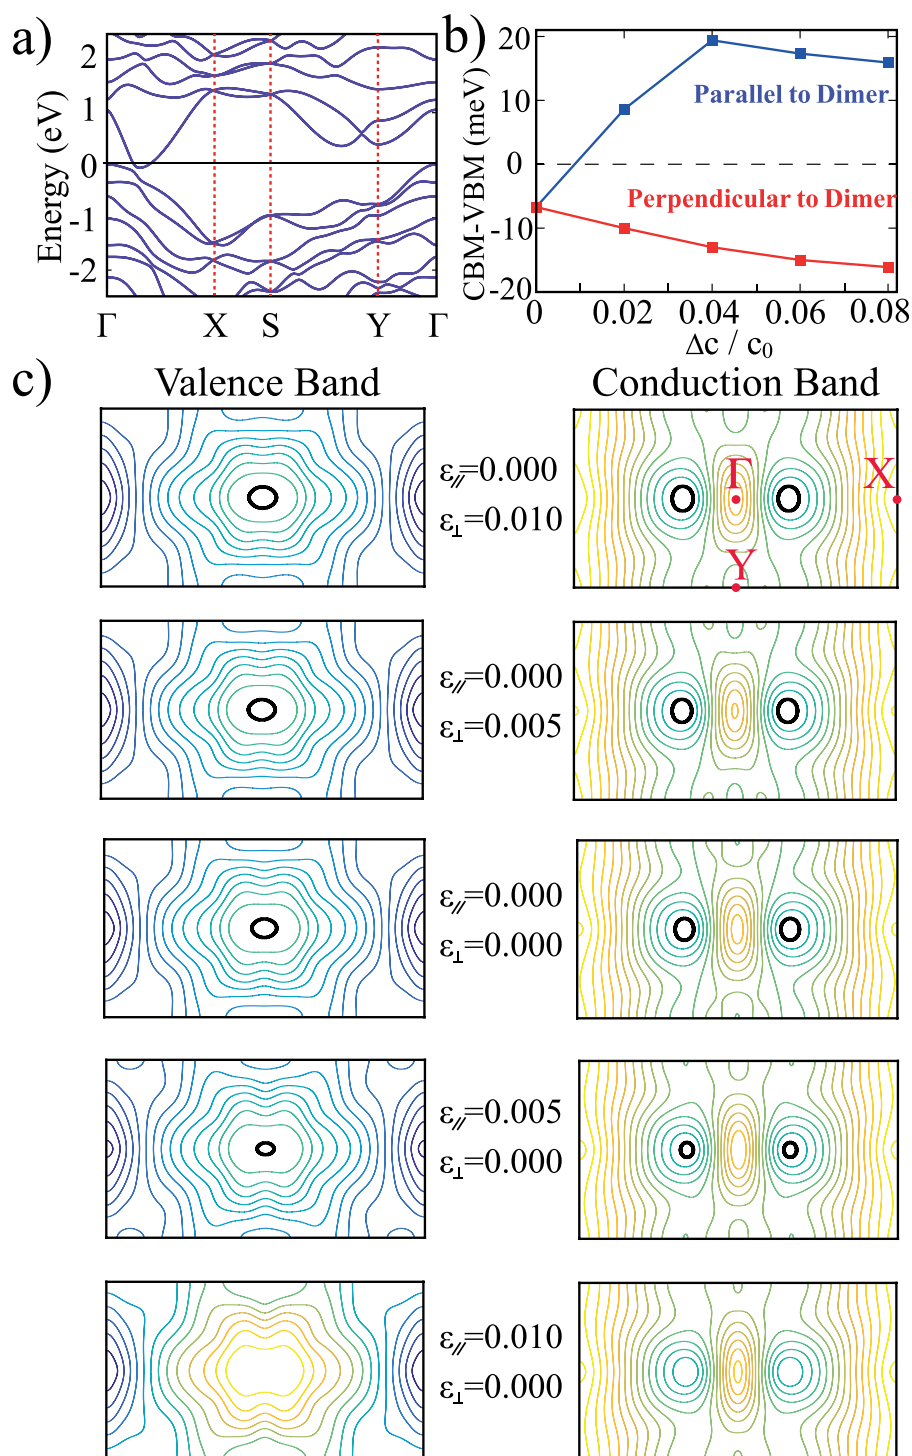 a)
Energy (eV)
2
1
0
-1
-2
Γ X S Y Γ
b)
CBM-VBM (meV)
20
10
0
-10
-20
Parallel to Dimer
Perpendicular to Dimer
0 0.02 0.04 0.06 0.08
Δc / c₀
c)
Valence Band Conduction Band
ε∥=0.000
ε⊥=0.010
Γ X
Y
ε∥=0.000
ε⊥=0.005
ε∥=0.000
ε⊥=0.000
ε∥=0.005
ε⊥=0.000
ε∥=0.010
ε⊥=0.000